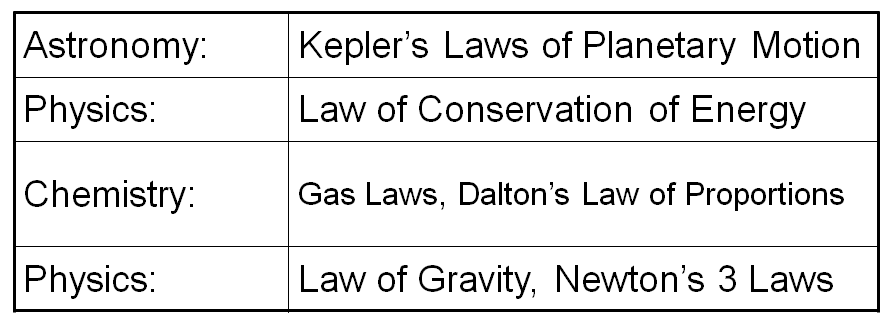 Astronomy: Kepler’s Laws of Planetary Motion
Physics: Law of Conservation of Energy
Chemistry: Gas Laws, Dalton’s Law of Proportions
Physics: Law of Gravity, Newton’s 3 Laws